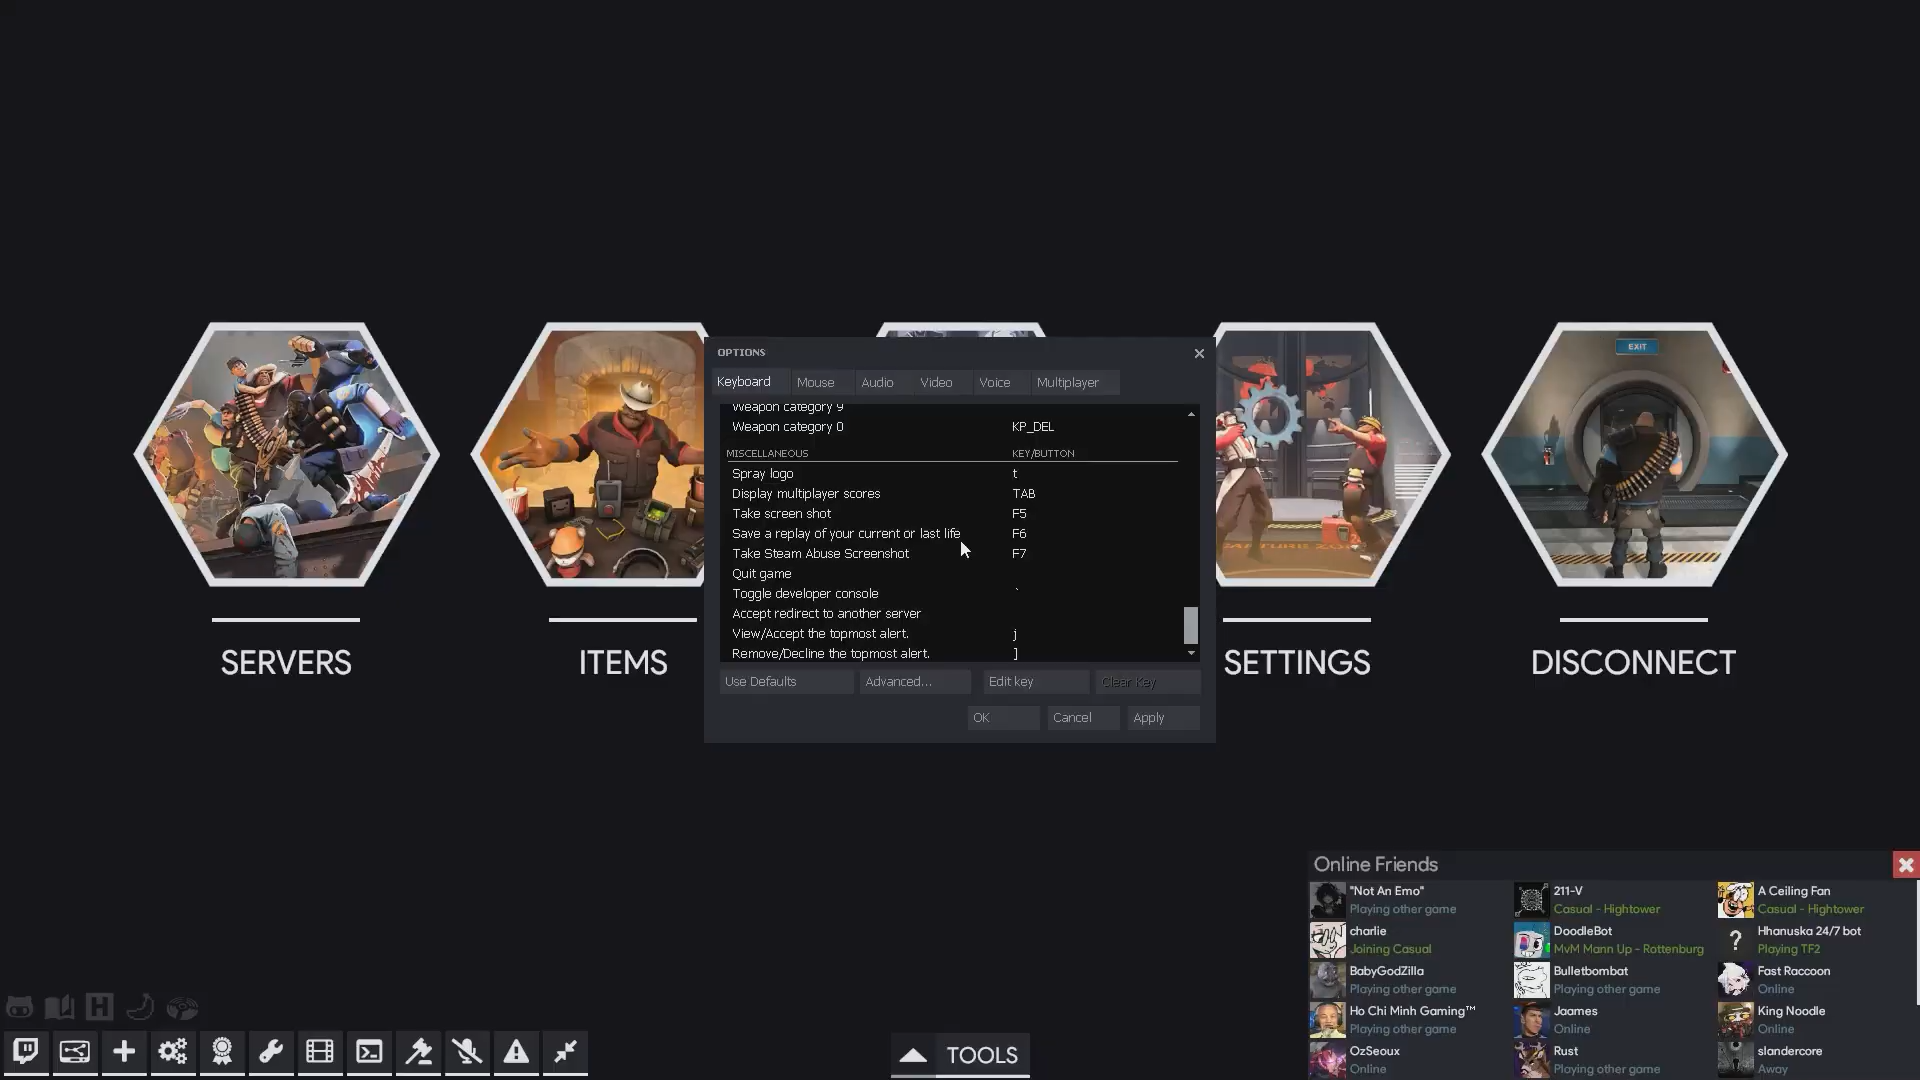 OPTIONS
Keyboard Mouse Audio Video Voice Multiplayer
Weapon category 9
Weapon category 0 KP_DEL
MISCELLANEOUS KEY/BUTTON
Spray logo t
Display multiplayer scores TAB
Take screen shot F5
Save a replay of your current or last life F6
Take Steam Abuse Screenshot F7
Quit game
Toggle developer console `
Accept redirect to another server
View/Accept the topmost alert. j
Remove/Decline the topmost alert. ]
Use Defaults Advanced... Edit key Clear Key
OK Cancel Apply
EXIT
SERVERS
ITEMS
SETTINGS
DISCONNECT
Online Friends
"Not An Emo"
Playing other game
211-V
Casual - Hightower
A Ceiling Fan
Casual - Hightower
charlie
Joining Casual
DoodleBot
MvM Mann Up - Rottenburg
?
Hhanuska 24/7 bot
Playing TF2
BabyGodZilla
Playing other game
Bulletbombat
Playing other game
Fast Raccoon
Online
Ho Chi Minh Gaming™
Playing other game
Jaames
Online
King Noodle
Online
OzSeoux
Online
Rust
Playing other game
slandercore
Away
H
TOOLS